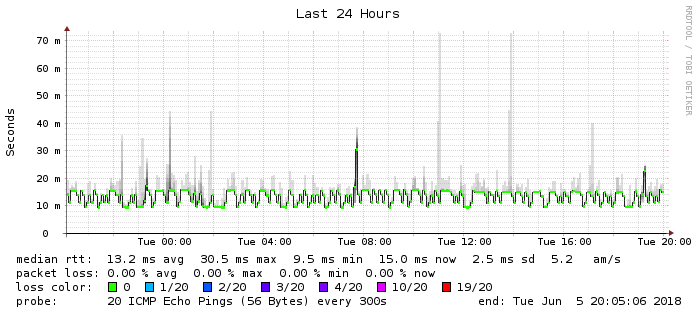 Last 24 Hours
RRDTOOL / TOBI OETIKER
Seconds
70 m
60 m
50 m
40 m
30 m
20 m
10 m
0
Tue 00:00 Tue 04:00 Tue 08:00 Tue 12:00 Tue 16:00 Tue 20:00
median rtt: 13.2 ms avg 30.5 ms max 9.5 ms min 15.0 ms now 2.5 ms sd 5.2 am/s
packet loss: 0.00 % avg 0.00 % max 0.00 % min 0.00 % now
loss color: 0 1/20 2/20 3/20 4/20 10/20 19/20
probe: 20 ICMP Echo Pings (56 Bytes) every 300s end: Tue Jun 5 20:05:06 2018